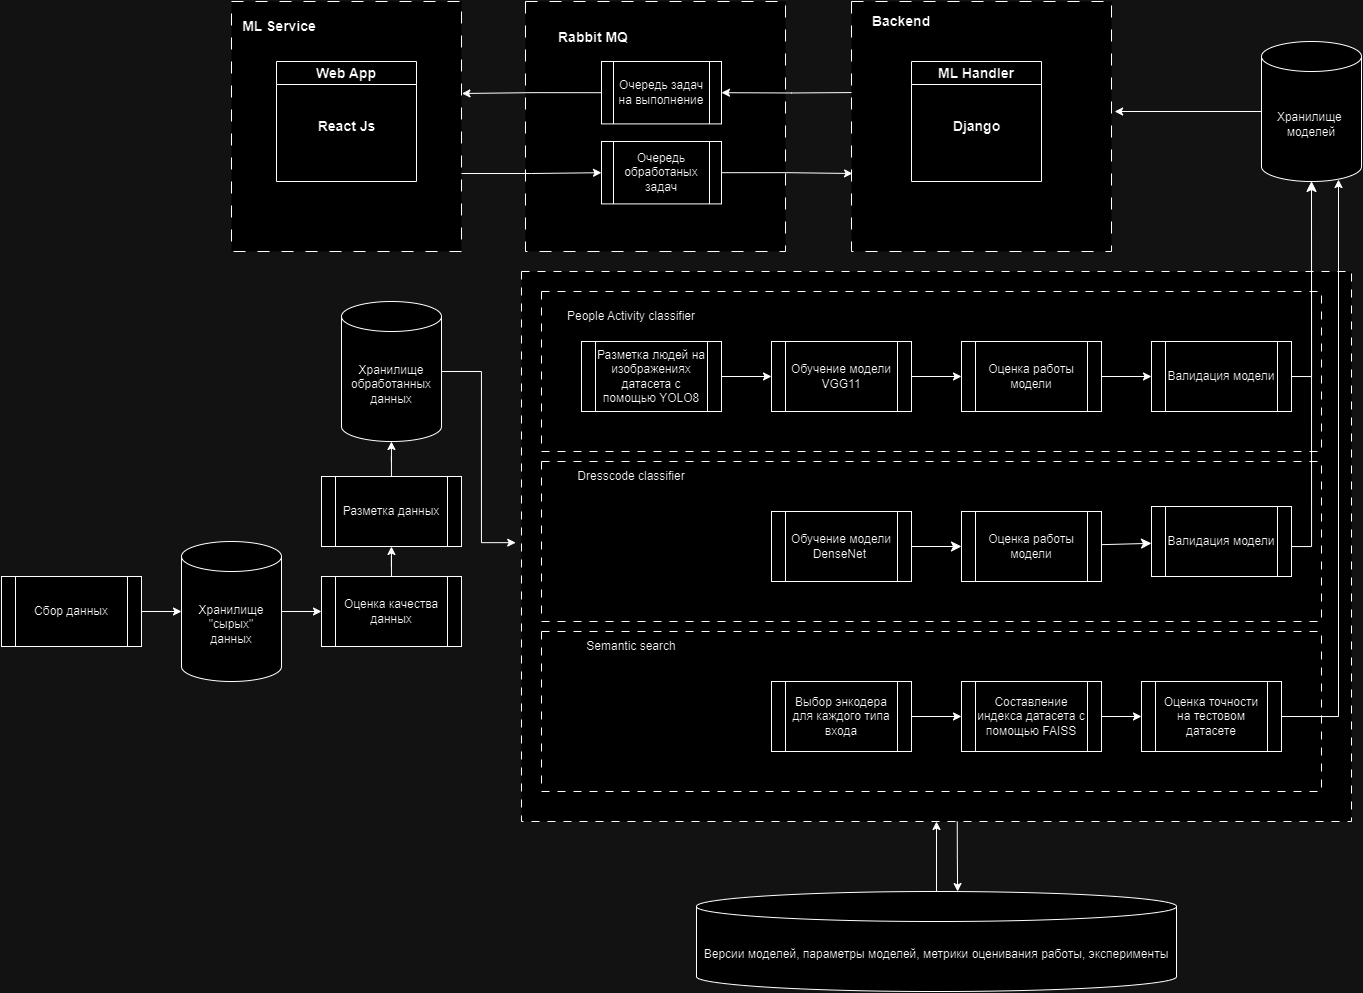 ML Service
Web App
React Js
Rabbit MQ
Очередь задач
на выполнение
Очередь
обработаных
задач
Backend
ML Handler
Django
Хранилище
моделей
People Activity classifier
Разметка людей на
изображениях
датасета с
помощью YOLO8
Обучение модели
VGG11
Оценка работы
модели
Валидация модели
Хранилище
обработанных
данных
Dresscode classifier
Обучение модели
DenseNet
Оценка работы
модели
Валидация модели
Разметка данных
Сбор данных
Хранилище
"сырых"
данных
Оценка качества
данных
Semantic search
Выбор энкодера
для каждого типа
входа
Составление
индекса датасета с
помощью FAISS
Оценка точности
на тестовом
датасете
Версии моделей, параметры моделей, метрики оценивания работы, эксперименты